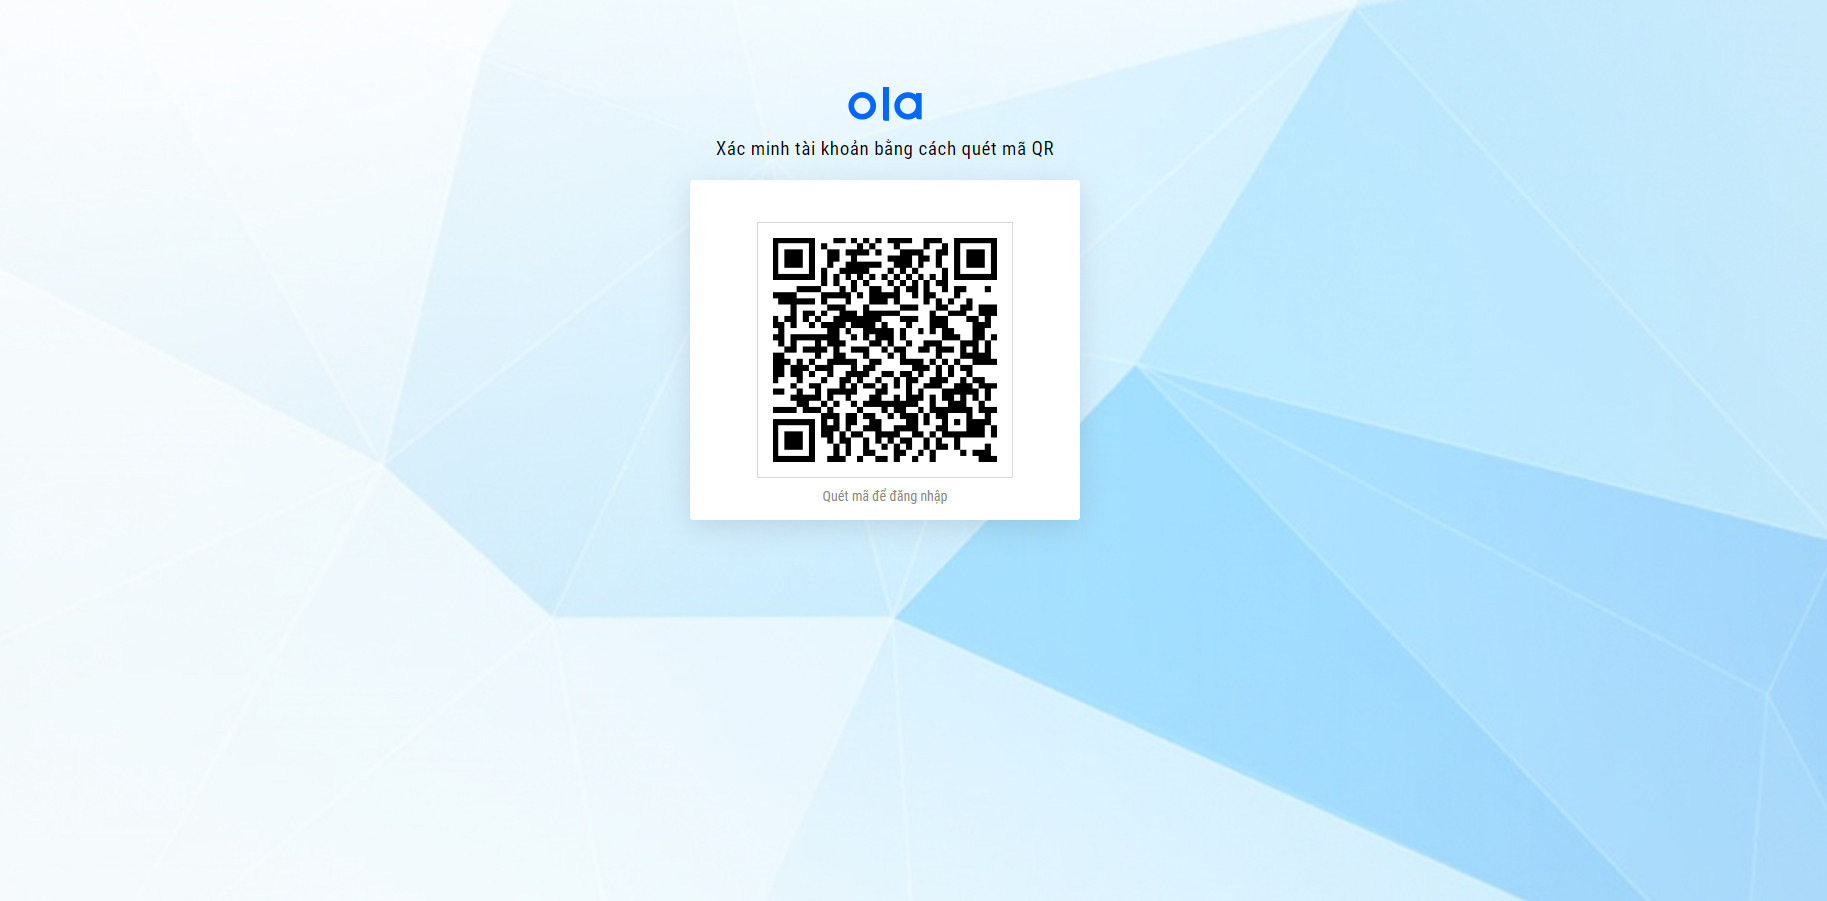 ola
Xác minh tài khoản bằng cách quét mã QR
Quét mã để đăng nhập